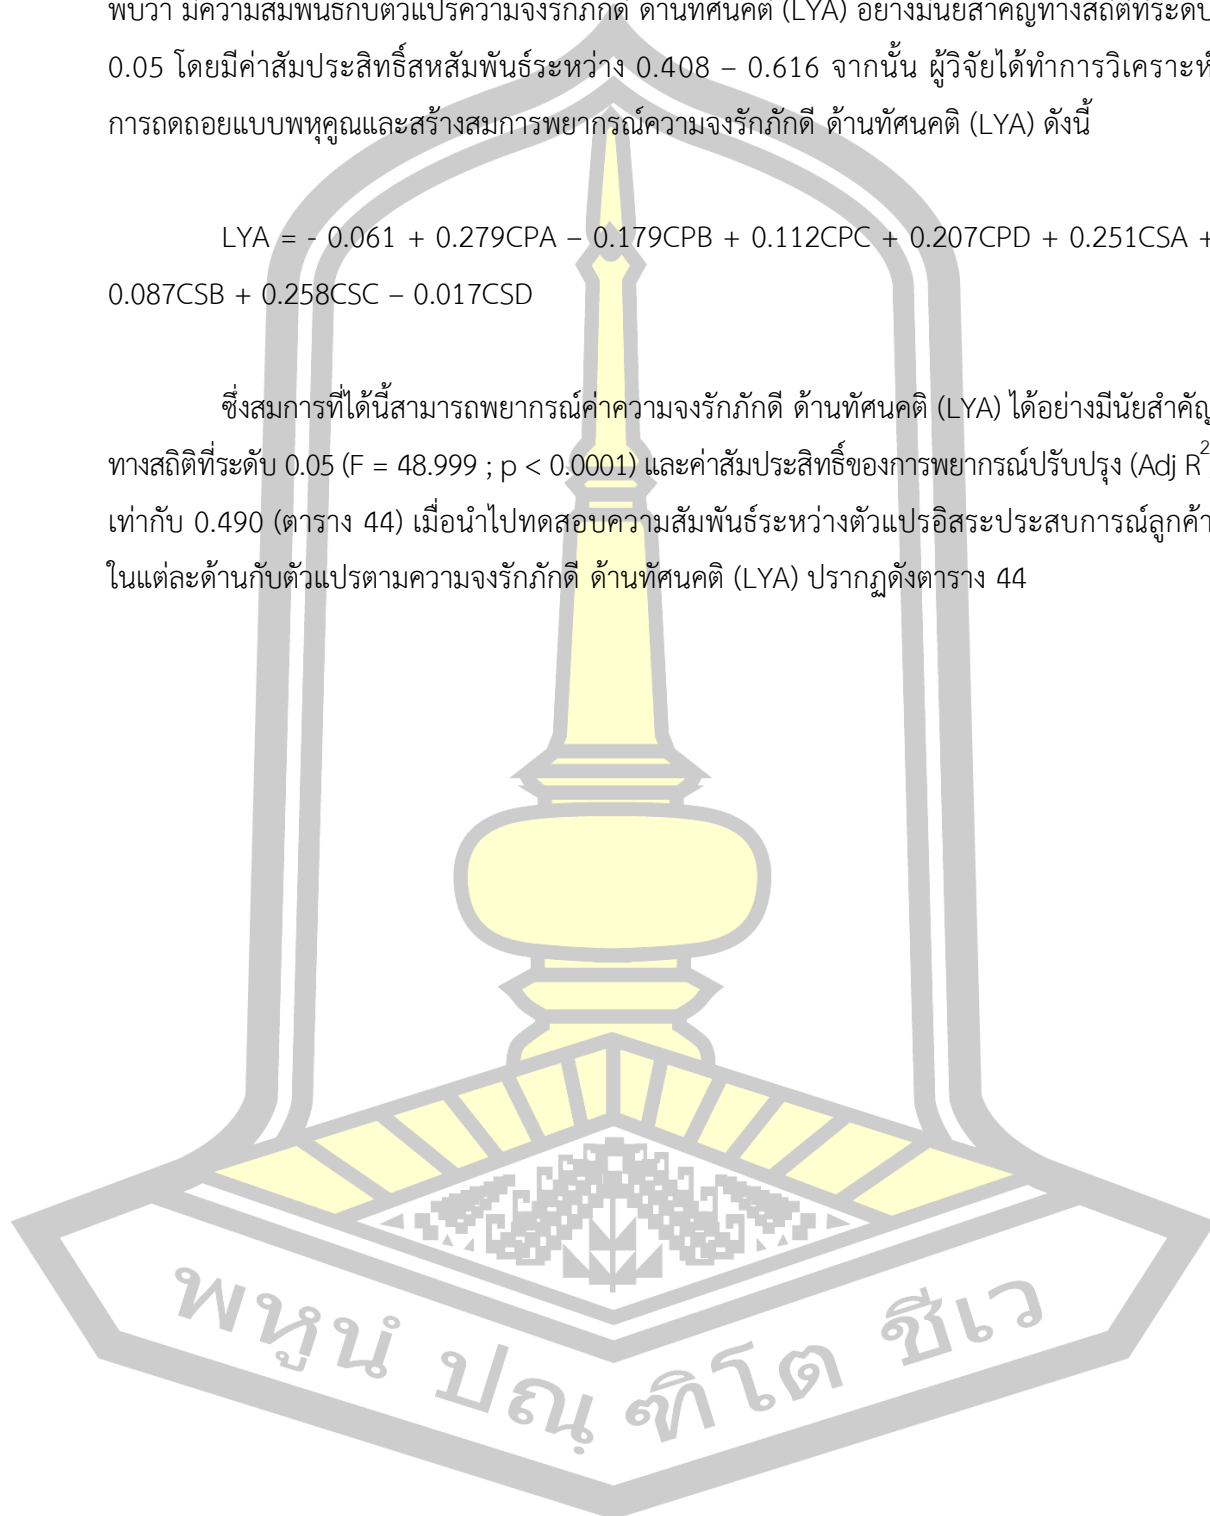 พบว่า มีความสัมพันธ์กับตัวแปรความจงรักภักดี ด้านทัศนคติ (LYA) อย่างมีนัยสำคัญทางสถิติที่ระดับ
0.05 โดยมีค่าสัมประสิทธิ์สหสัมพันธ์ระหว่าง 0.408 – 0.616 จากนั้น ผู้วิจัยได้ทำการวิเคราะห์
การถดถอยแบบพหุคูณและสร้างสมการพยากรณ์ความจงรักภักดี ด้านทัศนคติ (LYA) ดังนี้
LYA = - 0.061 + 0.279CPA – 0.179CPB + 0.112CPC + 0.207CPD + 0.251CSA +
0.087CSB + 0.258CSC – 0.017CSD
ซึ่งสมการที่ได้นี้สามารถพยากรณ์ค่าความจงรักภักดี ด้านทัศนคติ (LYA) ได้อย่างมีนัยสำคัญ
ทางสถิติที่ระดับ 0.05 (F = 48.999 ; p < 0.0001) และค่าสัมประสิทธิ์ของการพยากรณ์ปรับปรุง (Adj R²
เท่ากับ 0.490 (ตาราง 44) เมื่อนำไปทดสอบความสัมพันธ์ระหว่างตัวแปรอิสระประสบการณ์ลูกค้า
ในแต่ละด้านกับตัวแปรตามความจงรักภักดี ด้านทัศนคติ (LYA) ปรากฏดังตาราง 44
พหูนํ ปณฺ ฑิโต ชีเว